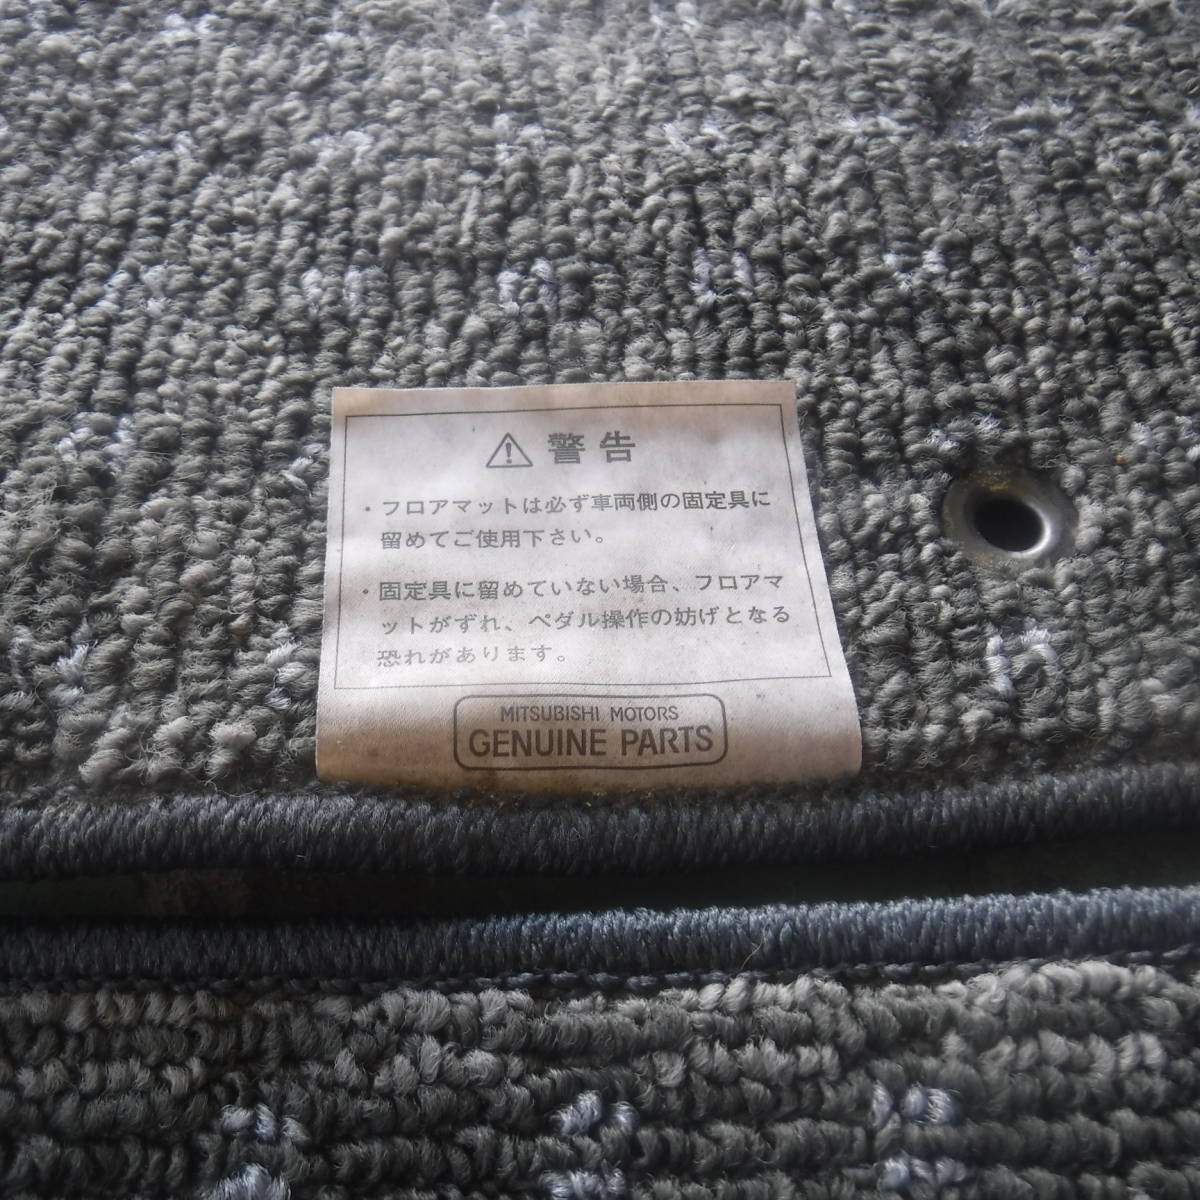 ⚠ 警告
・フロアマットは必ず車両側の固定具に
留めてご使用下さい。
・固定具に留めていない場合、フロアマ
ットがずれ、ペダル操作の妨げとなる
恐れがあります。
MITSUBISHI MOTORS
GENUINE PARTS